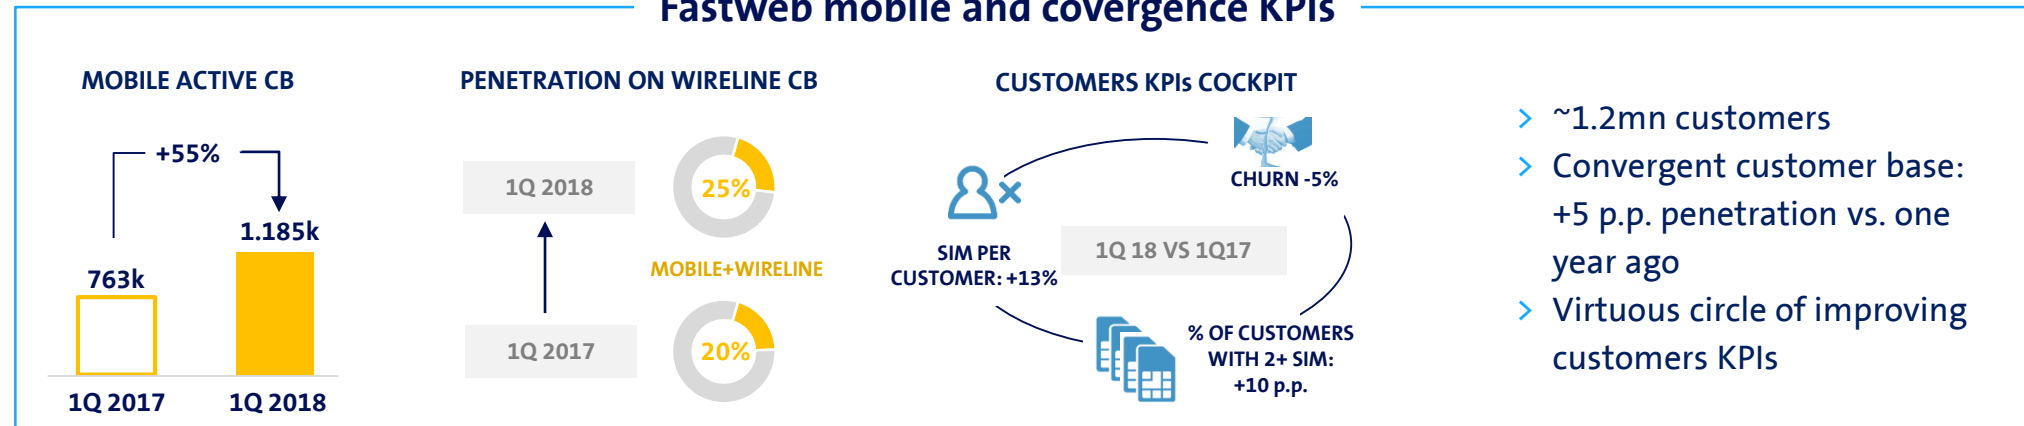 Fastweb mobile and covergence KPIs
MOBILE ACTIVE CB
+55%
763k
1.185k
1Q 2017
1Q 2018
PENETRATION ON WIRELINE CB
1Q 2018
25%
MOBILE+WIRELINE
1Q 2017
20%
CUSTOMERS KPIs COCKPIT
CHURN -5%
SIM PER
CUSTOMER: +13%
1Q 18 VS 1Q17
% OF CUSTOMERS
WITH 2+ SIM:
+10 p.p.
> ~1.2mn customers
> Convergent customer base:
+5 p.p. penetration vs. one
year ago
> Virtuous circle of improving
customers KPIs